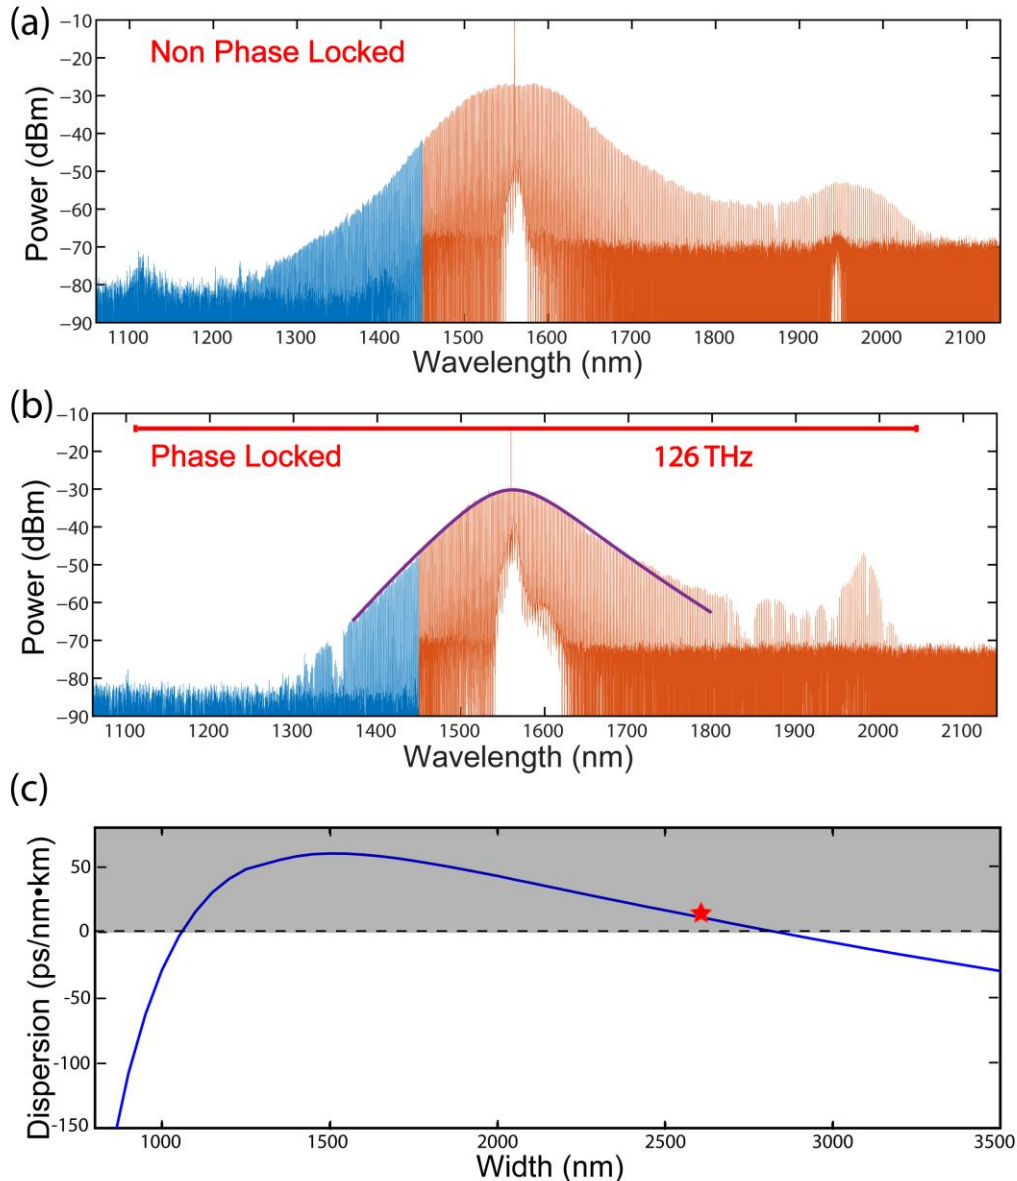 (a)
Non Phase Locked
Power (dBm)
−10
−20
−30
−40
−50
−60
−70
−80
−90
1100 1200 1300 1400 1500 1600 1700 1800 1900 2000 2100
Wavelength (nm)
(b)
Phase Locked
126 THz
Power (dBm)
−10
−20
−30
−40
−50
−60
−70
−80
−90
1100 1200 1300 1400 1500 1600 1700 1800 1900 2000 2100
Wavelength (nm)
(c)
Dispersion (ps/nm•km)
50
0
-50
-100
-150
1000 1500 2000 2500 3000 3500
Width (nm)